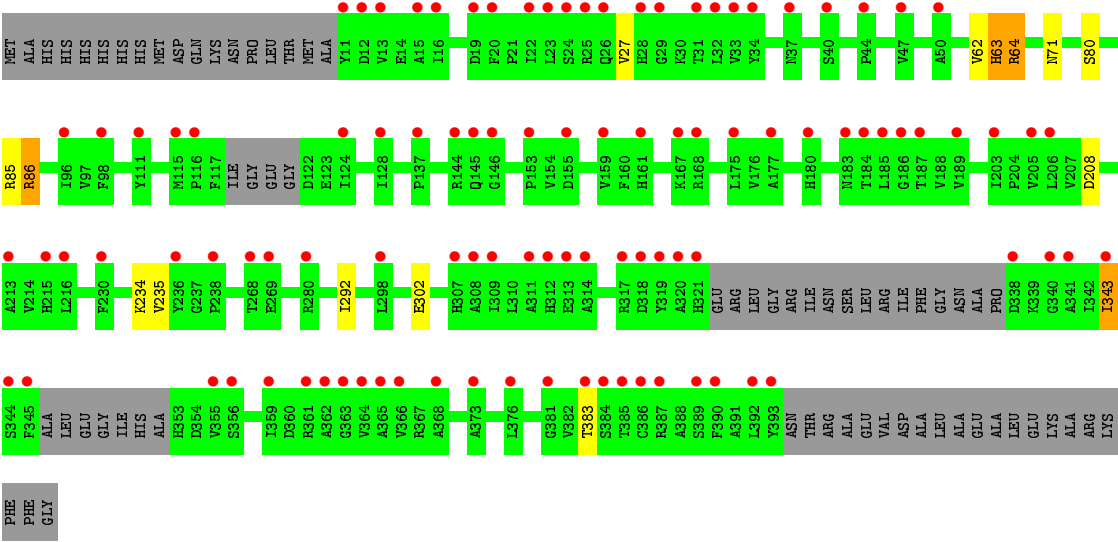 MET ALA HIS HIS HIS HIS HIS HIS MET ASP GLN LYS ASN PRO LEU THR MET ALA Y11 D12 V13 E14 A15 I16 D19 F20 P21 I22 L23 S24 R25 Q26 V27 H28 G29 K30 T31 L32 V33 Y34 N37 S40 P44 V47 A50 V62 H63 R64 N71 S80
R85 R86 I96 V97 F98 Y111 M115 P116 F117 ILE GLY GLU GLY D122 E123 I124 I128 P137 R144 Q145 G146 P153 V154 D155 V159 F160 H161 K167 R168 L175 V176 A177 H180 N183 T184 L185 G186 T187 V188 V189 I203 P204 V205 L206 V207 D208
A213 V214 H215 L216 F230 K234 V235 Y236 G237 P238 T268 E269 R280 I292 L298 E302 H307 A308 I309 L310 A311 H312 E313 A314 R317 D318 Y319 A320 H321 GLU ARG LEU GLY ARG ILE ASN SER LEU ARG ILE PHE GLY ASN ALA PRO D338 K339 G340 A341 I342 I343
S344 F345 ALA LEU GLU GLY ILE HIS ALA H353 D354 V355 S356 I359 D360 R361 A362 G363 V364 A365 V366 R367 A368 A373 L376 G381 V382 T383 S384 T385 C386 R387 A388 S389 F390 A391 L392 Y393 ASN THR ARG ALA GLU VAL ASP ALA LEU ALA GLU ALA LEU GLU LYS ALA ARG LYS
PHE PHE GLY